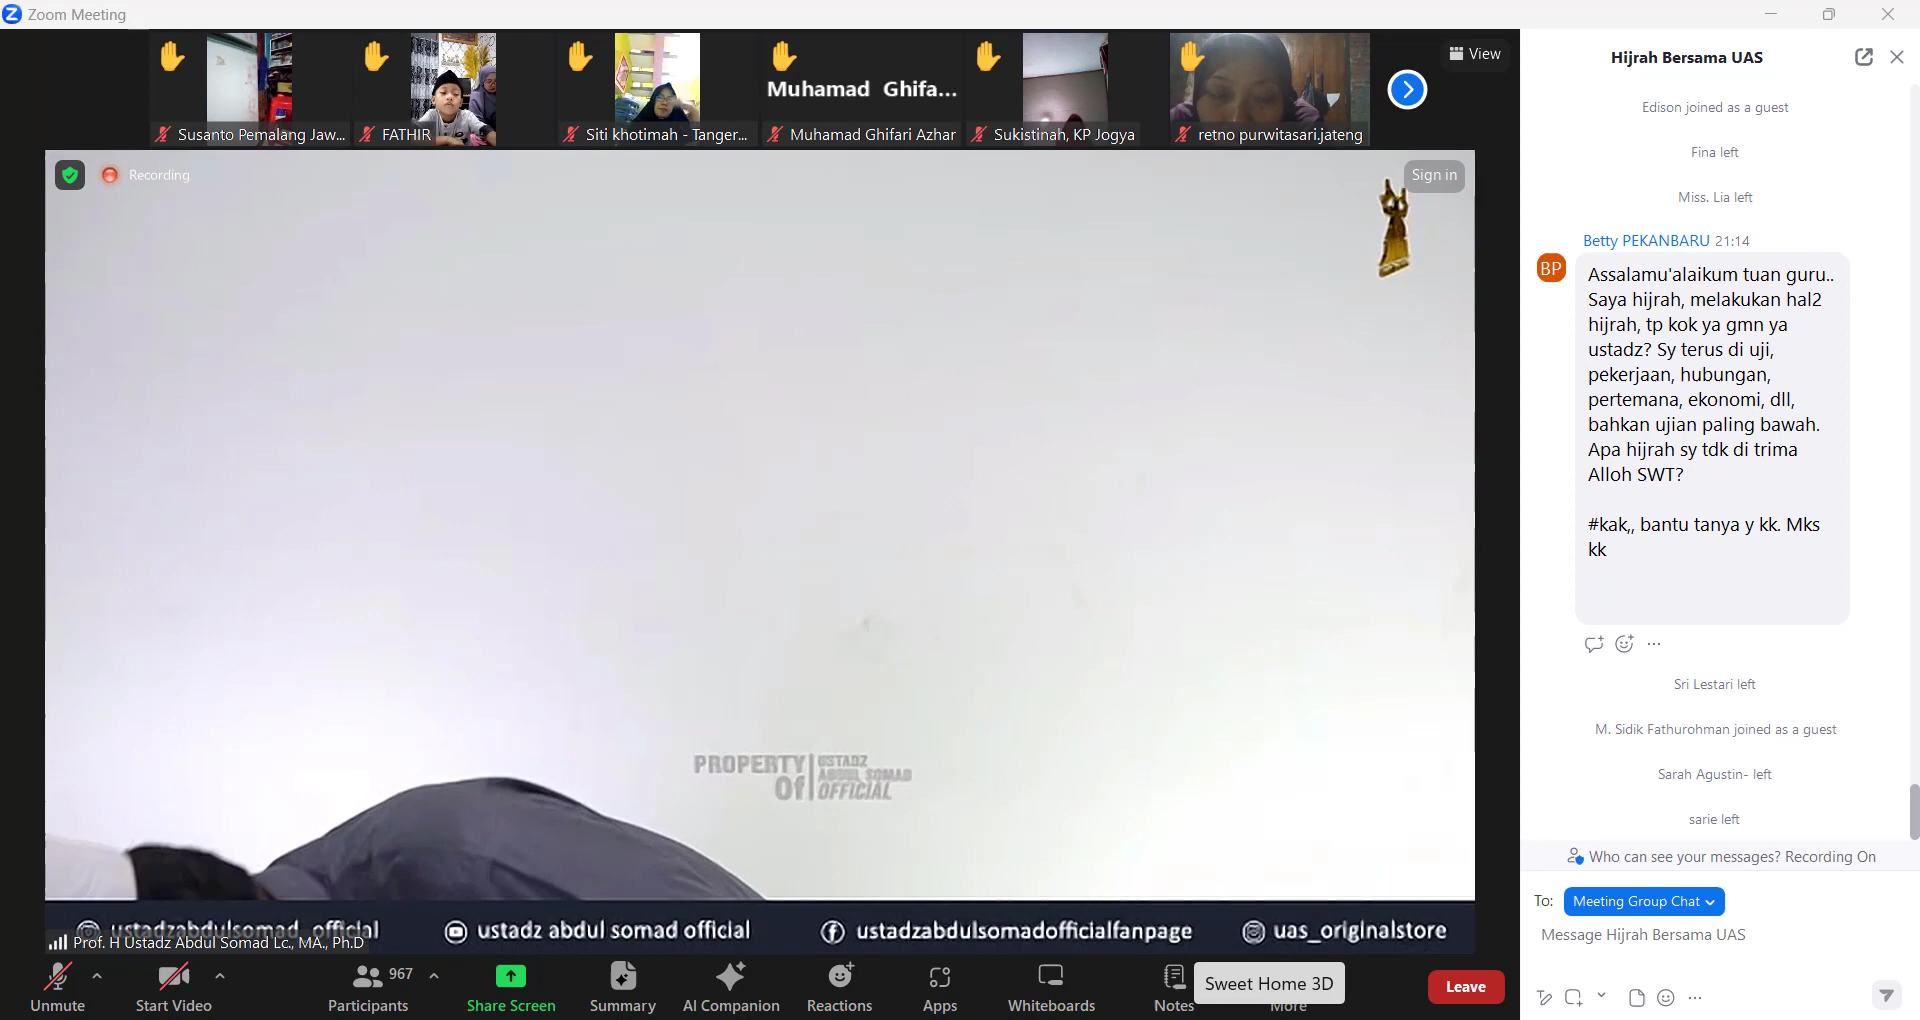 Zoom Meeting
View
Muhamad Ghifa...
Susanto Pemalang Jaw...
FATHIR
Siti khotimah - Tanger...
Muhamad Ghifari Azhar
Sukistinah, KP Jogya
retno purwitasari.jateng
Recording
Sign in
PROPERTY Of
USTADZ
ABDUL SOMAD
OFFICIAL
ustadzabdulsomad_official
ustadz abdul somad official
ustadzabdulsomadofficialfanpage
uas_originalstore
Prof. H Ustadz Abdul Somad Lc., MA., Ph.D
Unmute
Start Video
967
Participants
Share Screen
Summary
AI Companion
Reactions
Apps
Whiteboards
Notes
Sweet Home 3D
More
Leave
Hijrah Bersama UAS
Edison joined as a guest
Fina left
Miss. Lia left
Betty PEKANBARU 21:14
BP
Assalamu'alaikum tuan guru..
Saya hijrah, melakukan hal2
hijrah, tp kok ya gmn ya
ustadz? Sy terus di uji,
pekerjaan, hubungan,
pertemana, ekonomi, dll,
bahkan ujian paling bawah.
Apa hijrah sy tdk di trima
Alloh SWT?
#kak,, bantu tanya y kk. Mks
kk
Sri Lestari left
M. Sidik Fathurohman joined as a guest
Sarah Agustin- left
sarie left
Who can see your messages? Recording On
To: Meeting Group Chat
Message Hijrah Bersama UAS